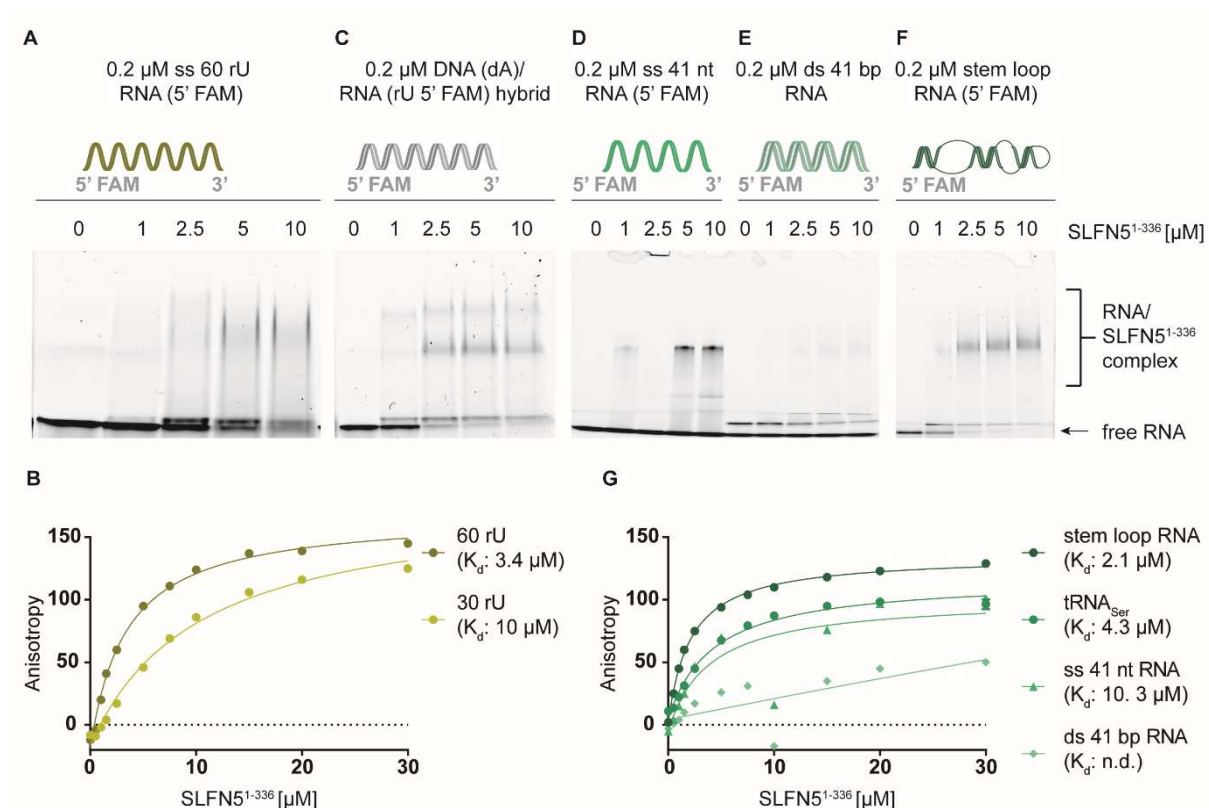 A
0.2 µM ss 60 rU
RNA (5' FAM)
5' FAM 3'
0 1 2.5 5 10
C
0.2 µM DNA (dA)/
RNA (rU 5' FAM) hybrid
5' FAM 3'
0 1 2.5 5 10
D
0.2 µM ss 41 nt
RNA (5' FAM)
5' FAM 3'
0 1 2.5 5 10
E
0.2 µM ds 41 bp
RNA
5' FAM 3'
0 1 2.5 5 10
F
0.2 µM stem loop
RNA (5' FAM)
5' FAM
0 1 2.5 5 10
SLFN5¹⁻³³⁶ [µM]
RNA/
SLFN5¹⁻³³⁶
complex
free RNA
B
150
100
50
0
Anisotropy
0 10 20 30
SLFN5¹⁻³³⁶ [µM]
60 rU
(K_d: 3.4 µM)
30 rU
(K_d: 10 µM)
G
150
100
50
0
Anisotropy
0 10 20 30
SLFN5¹⁻³³⁶ [µM]
stem loop RNA
(K_d: 2.1 µM)
tRNA_Ser
(K_d: 4.3 µM)
ss 41 nt RNA
(K_d: 10. 3 µM)
ds 41 bp RNA
(K_d: n.d.)